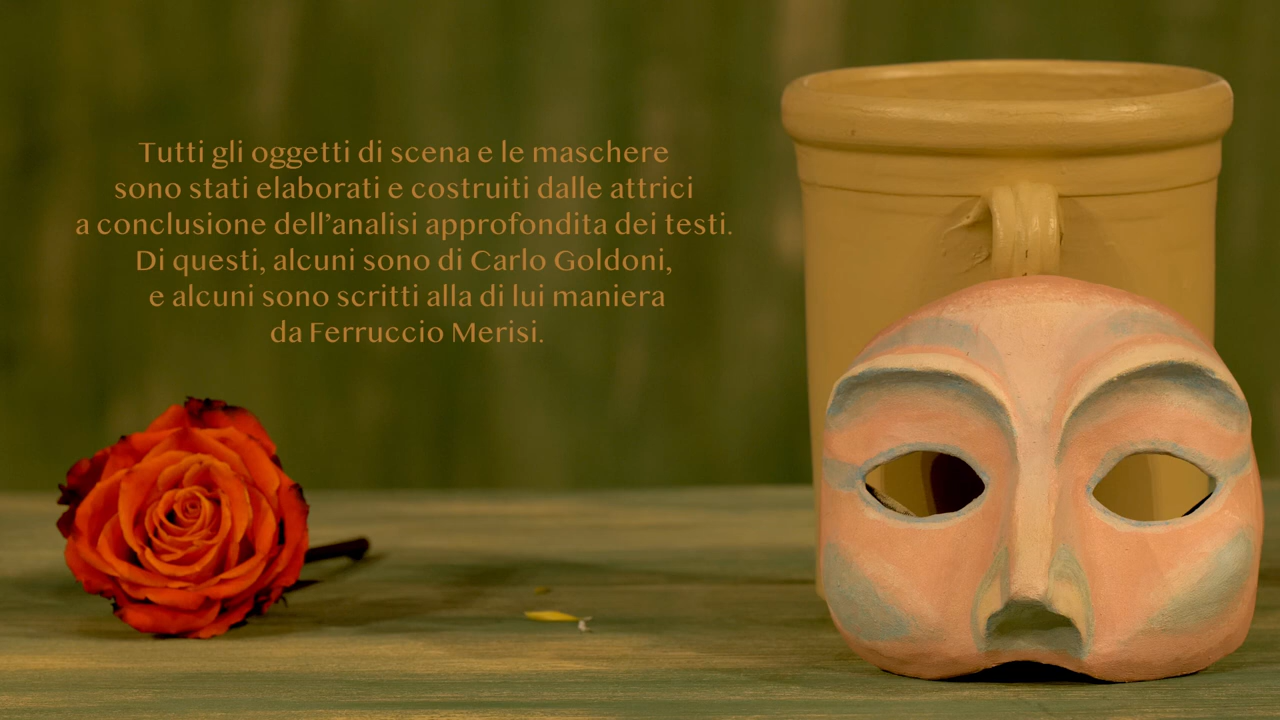 Tutti gli oggetti di scena e le maschere
sono stati elaborati e costruiti dalle attrici
a conclusione dell’analisi approfondita dei testi.
Di questi, alcuni sono di Carlo Goldoni,
e alcuni sono scritti alla di lui maniera
da Ferruccio Merisi.